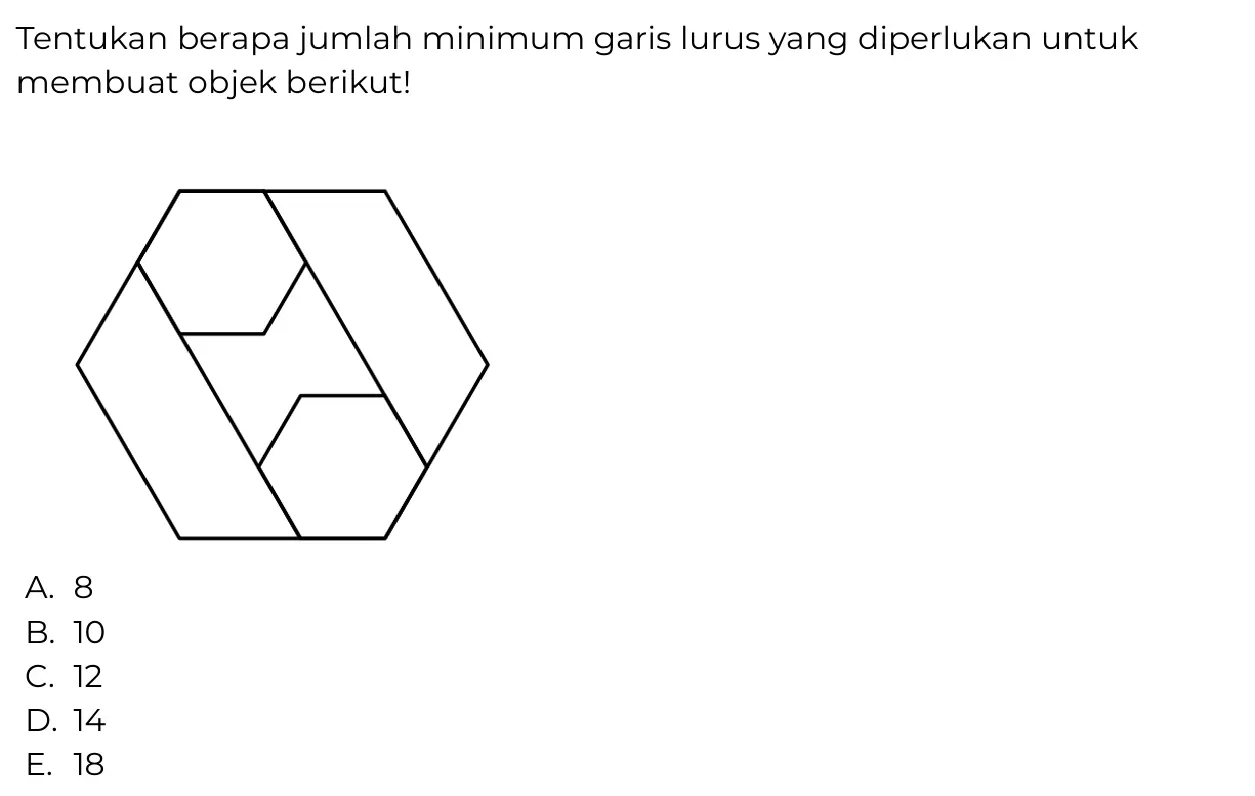 Tentukan berapa jumlah minimum garis lurus yang diperlukan untuk
membuat objek berikut!
A. 8
B. 10
C. 12
D. 14
E. 18